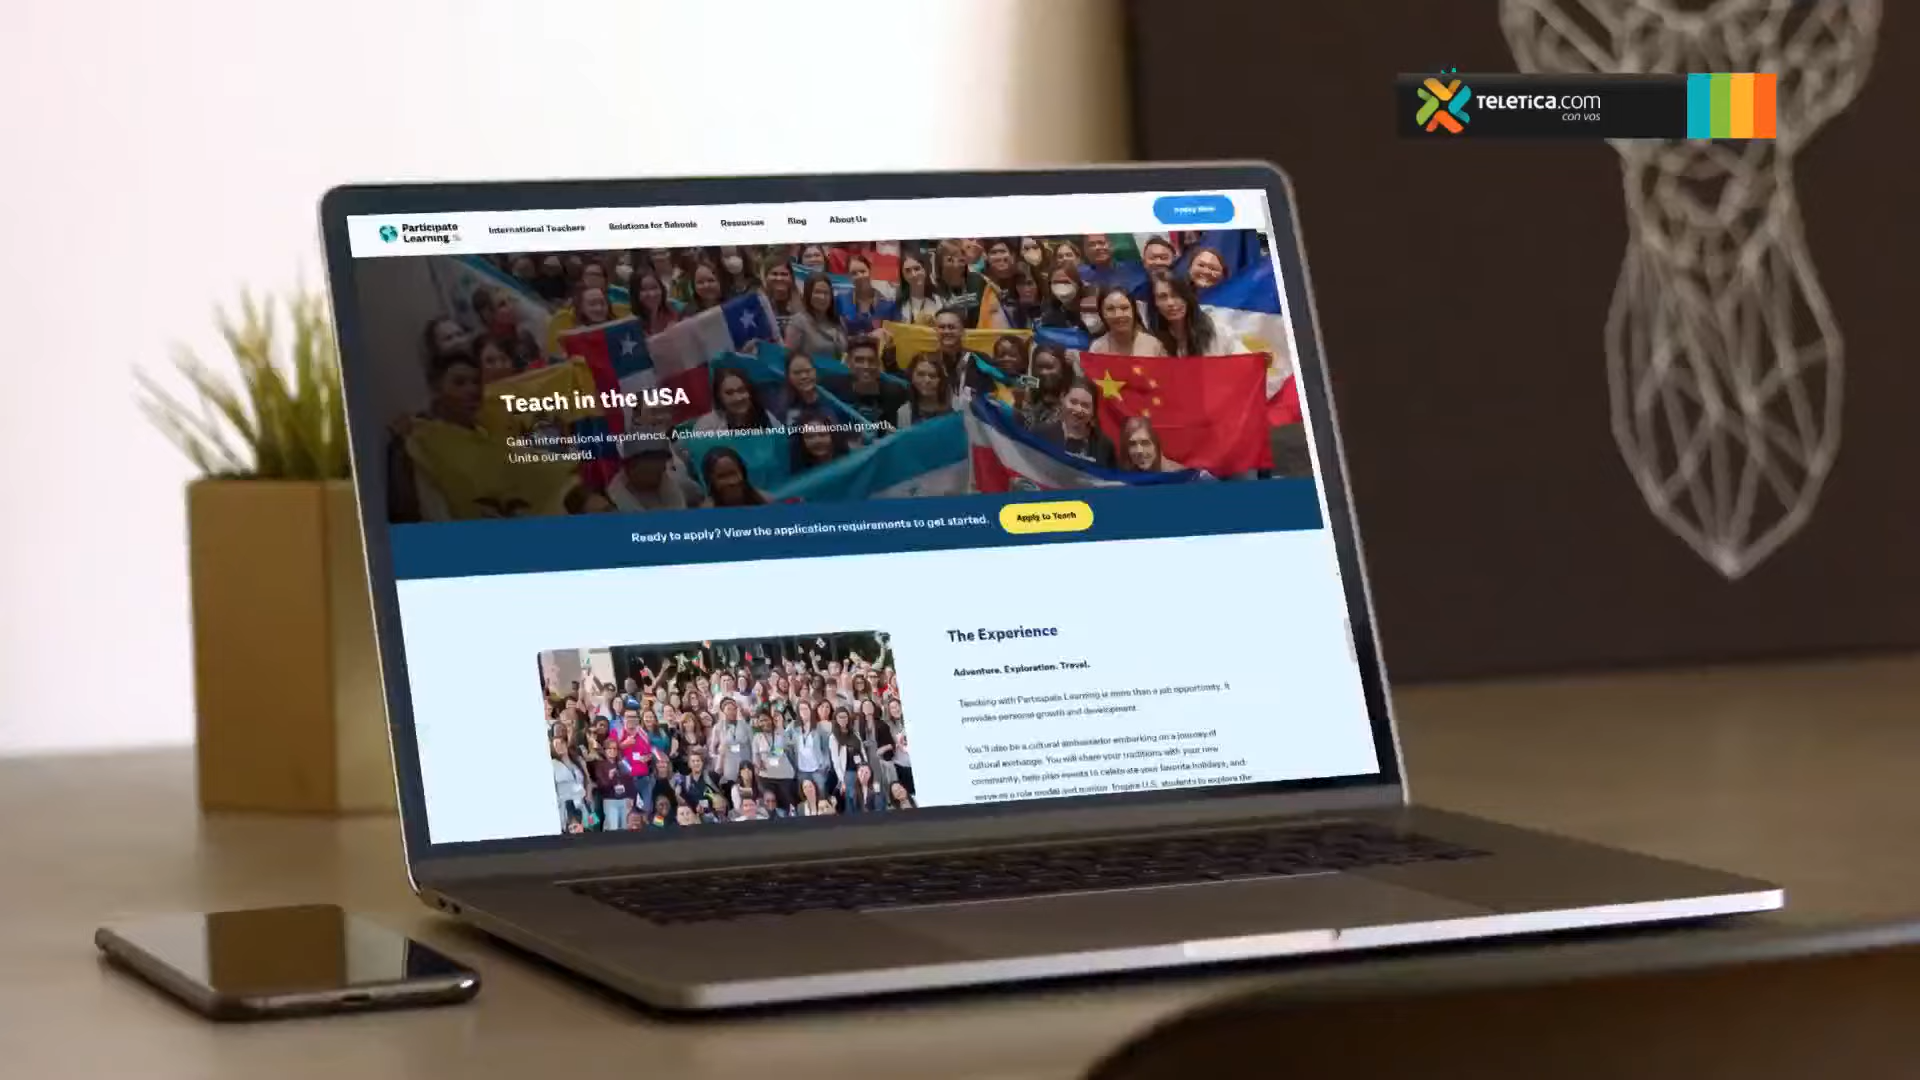 TELETICA.COM
con vos
Participate
Learning
International Teachers
Solutions for Schools
Resources
Blog
About Us
Apply Now
Teach in the USA
Gain international experience. Achieve personal and professional growth.
Unite our world.
Ready to apply? View the application requirements to get started.
Apply to Teach
The Experience
Adventure. Exploration. Travel.
Teaching with Participate Learning is more than a job opportunity. It
provides personal growth and development.
You'll also be a cultural ambassador embarking on a journey of
cultural exchange. You will share your traditions with your new
community, help plan events to celebrate your favorite holidays, and
serve as a role model and mentor. Inspire U.S. students to explore the